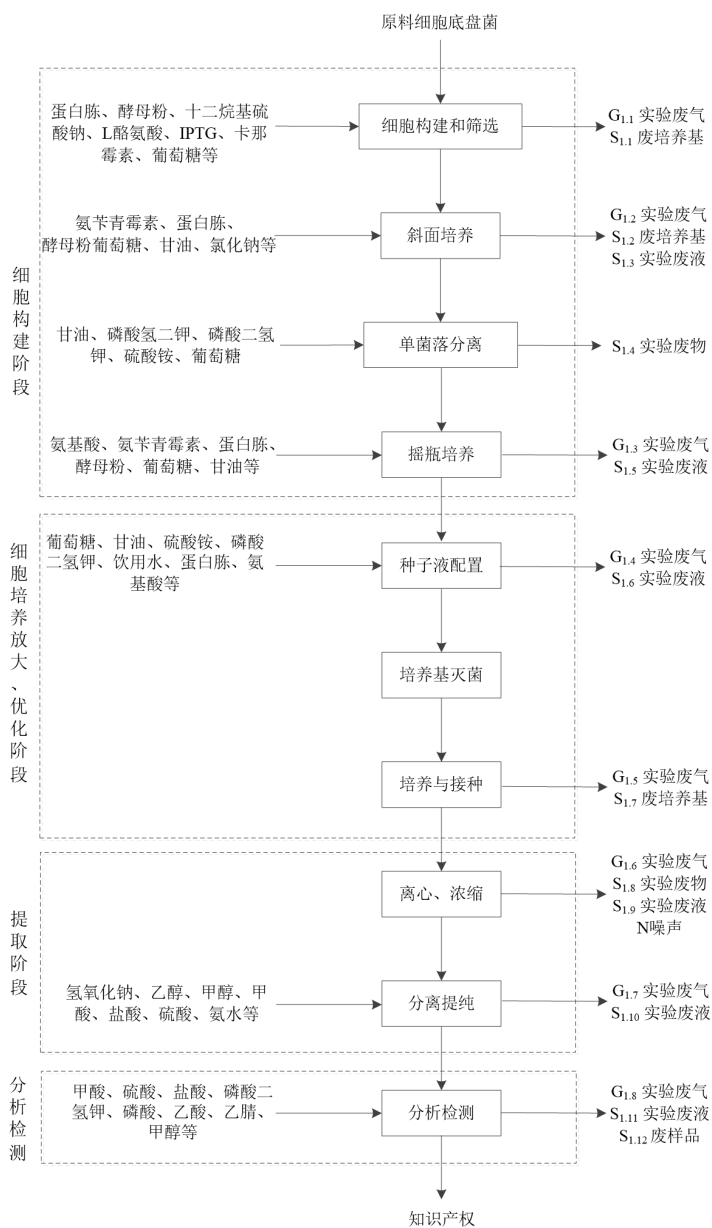 原料细胞底盘菌
细胞构建阶段
蛋白胨、酵母粉、十二烷基硫
酸钠、L酪氨酸、IPTG、卡那
霉素、葡萄糖等
细胞构建和筛选
G1.1 实验废气
S1.1 废培养基
氨苄青霉素、蛋白胨、
酵母粉葡萄糖、甘油、氯化钠等
斜面培养
G1.2 实验废气
S1.2 废培养基
S1.3 实验废液
甘油、磷酸氢二钾、磷酸二氢
钾、硫酸铵、葡萄糖
单菌落分离
S1.4 实验废物
氨基酸、氨苄青霉素、蛋白胨、
酵母粉、葡萄糖、甘油等
摇瓶培养
G1.3 实验废气
S1.5 实验废液
细胞培养放大、优化阶段
葡萄糖、甘油、硫酸铵、磷酸
二氢钾、饮用水、蛋白胨、氨
基酸等
种子液配置
G1.4 实验废气
S1.6 实验废液
培养基灭菌
培养与接种
G1.5 实验废气
S1.7 废培养基
提取阶段
离心、浓缩
G1.6 实验废气
S1.8 实验废物
S1.9 实验废液
N噪声
氢氧化钠、乙醇、甲醇、甲
酸、盐酸、硫酸、氨水等
分离提纯
G1.7 实验废气
S1.10 实验废液
分析检测
甲酸、硫酸、盐酸、磷酸二
氢钾、磷酸、乙酸、乙腈、
甲醇等
分析检测
G1.8 实验废气
S1.11 实验废液
S1.12 废样品
知识产权